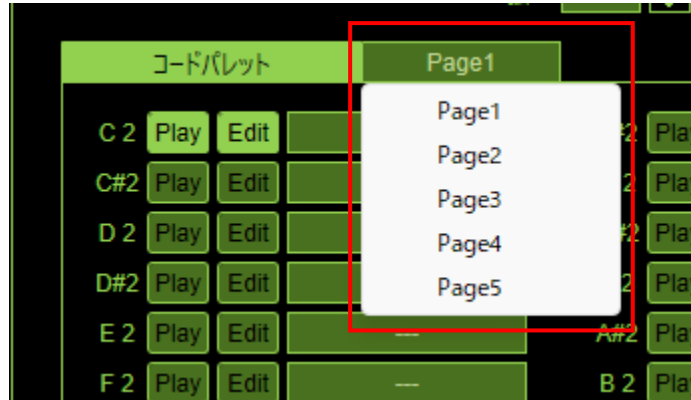 コードパレット Page1
Page1
C 2 Play Edit
Page2
C#2 Play Edit
Page3
D 2 Play Edit
Page4
D#2 Play Edit
Page5
E 2 Play Edit --- A#2
F 2 Play Edit --- B 2